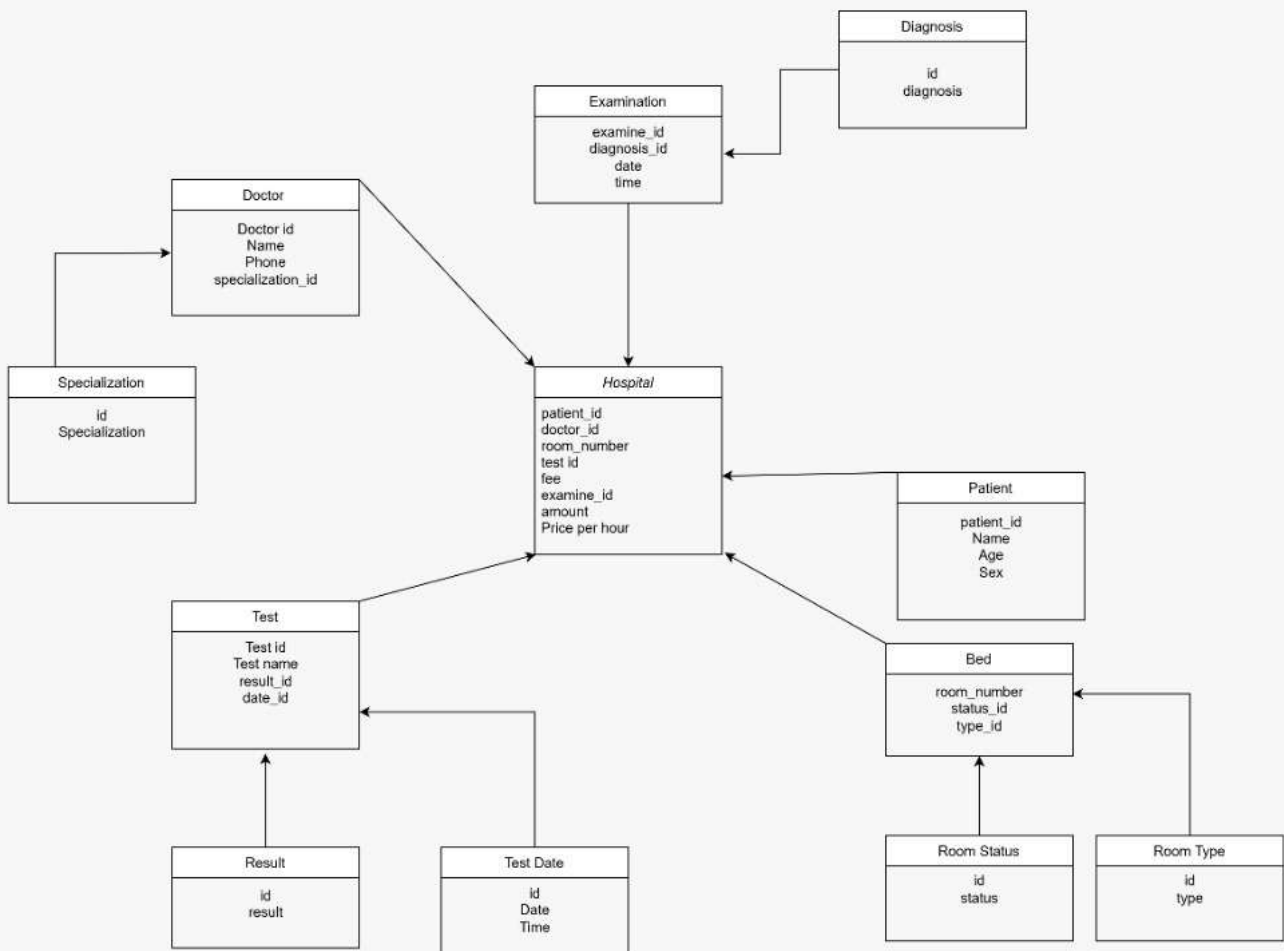 Diagnosis
id
diagnosis
Examination
examine_id
diagnosis_id
date
time
Doctor
Doctor id
Name
Phone
specialization_id
Specialization
id
Specialization
Hospital
patient_id
doctor_id
room_number
test id
fee
examine_id
amount
Price per hour
Patient
patient_id
Name
Age
Sex
Test
Test id
Test name
result_id
date_id
Bed
room_number
status_id
type_id
Result
id
result
Test Date
id
Date
Time
Room Status
id
status
Room Type
id
type